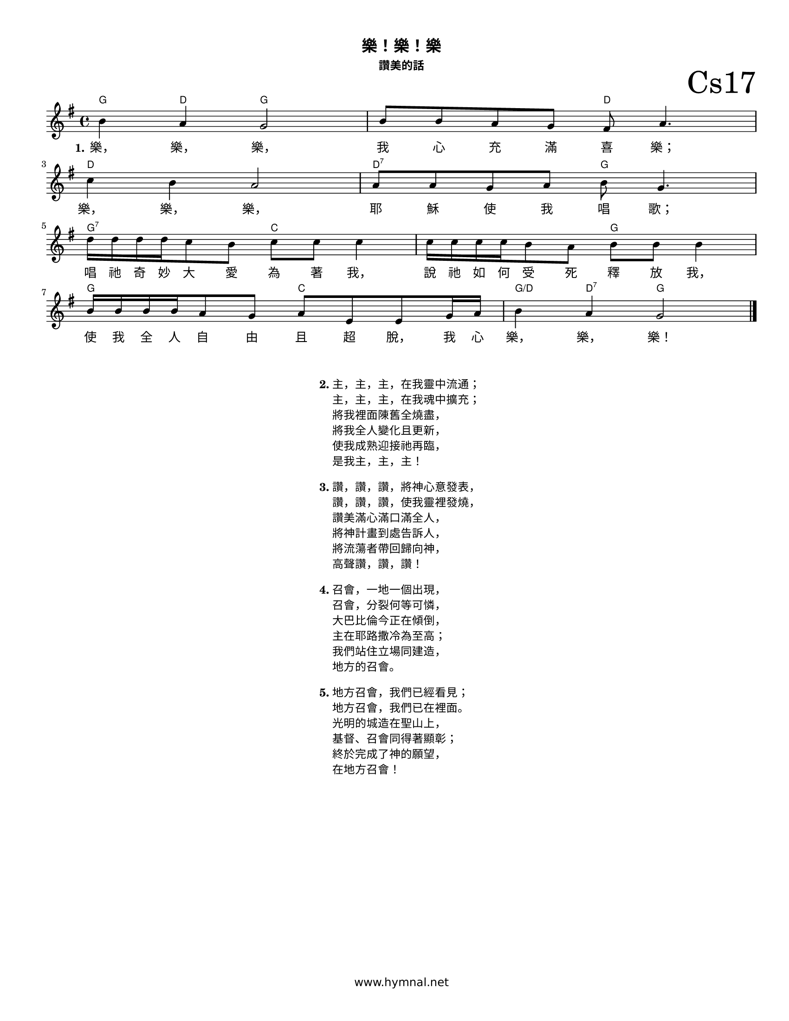 樂！樂！樂
讚美的話
Cs17
G D G D
1. 樂， 樂， 樂， 我 心 充 滿 喜 樂；
3
D D7 G
樂， 樂， 樂， 耶 穌 使 我 唱 歌；
5
G7 C G
唱 祂 奇 妙 大 愛 為 著 我， 說 祂 如 何 受 死 釋 放 我，
7
G C G/D D7 G
使 我 全 人 自 由 且 超 脫， 我 心 樂， 樂， 樂！
2. 主，主，主，在我靈中流通；
主，主，主，在我魂中擴充；
將我裡面陳舊全燒盡，
將我全人變化且更新，
使我成熟迎接祂再臨，
是我主，主，主！
3. 讚，讚，讚，將神心意發表，
讚，讚，讚，使我靈裡發燒，
讚美滿心滿口滿全人，
將神計畫到處告訴人，
將流蕩者帶回歸向神，
高聲讚，讚，讚！
4. 召會，一地一個出現，
召會，分裂何等可憐，
大巴比倫今正在傾倒，
主在耶路撒冷為至高；
我們站住立場同建造，
地方的召會。
5. 地方召會，我們已經看見；
地方召會，我們已在裡面。
光明的城造在聖山上，
基督、召會同得著顯彰；
終於完成了神的願望，
在地方召會！
www.hymnal.net